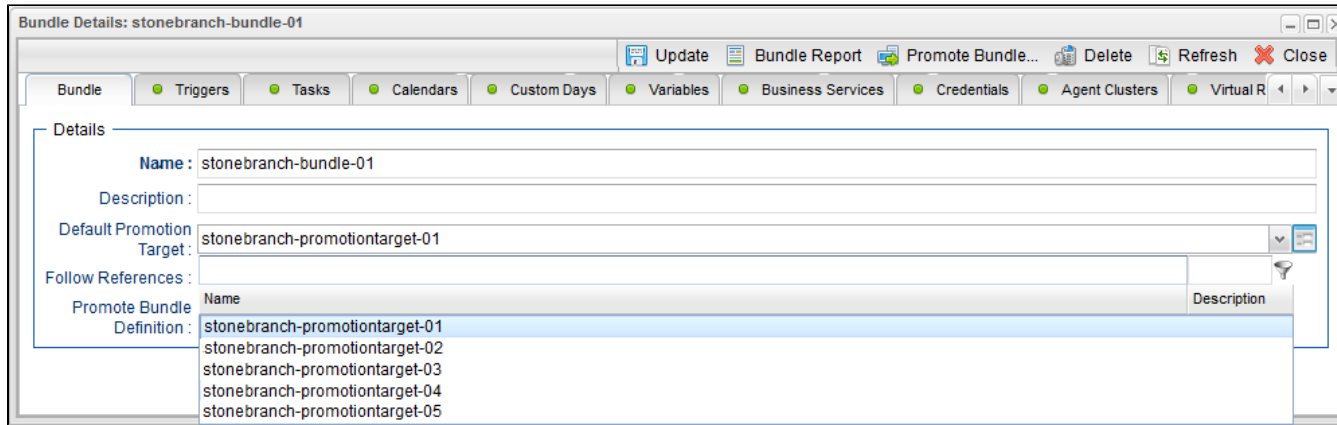 Bundle Details: stonebranch-bundle-01
Update Bundle Report Promote Bundle... Delete Refresh Close
Bundle Triggers Tasks Calendars Custom Days Variables Business Services Credentials Agent Clusters Virtual R
Details
Name : stonebranch-bundle-01
Description :
Default Promotion
Target : stonebranch-promotiontarget-01
Follow References :
Promote Bundle
Definition :
Name Description
stonebranch-promotiontarget-01
stonebranch-promotiontarget-02
stonebranch-promotiontarget-03
stonebranch-promotiontarget-04
stonebranch-promotiontarget-05